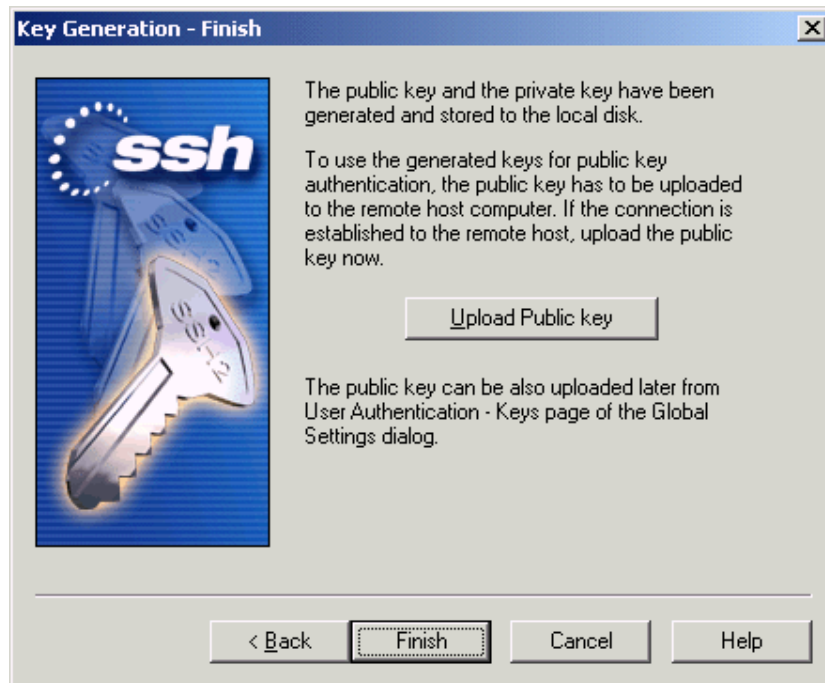 Key Generation - Finish
ssh
The public key and the private key have been
generated and stored to the local disk.
To use the generated keys for public key
authentication, the public key has to be uploaded
to the remote host computer. If the connection is
established to the remote host, upload the public
key now.
Upload Public key
The public key can be also uploaded later from
User Authentication - Keys page of the Global
Settings dialog.
< Back
Finish
Cancel
Help